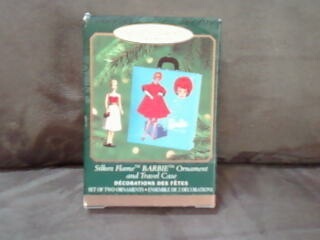 Silken Flame™ BARBIE™ Ornament
and Travel Case
DÉCORATIONS DES FÊTES
SET OF TWO ORNAMENTS • ENSEMBLE DE 2 DÉCORATIONS